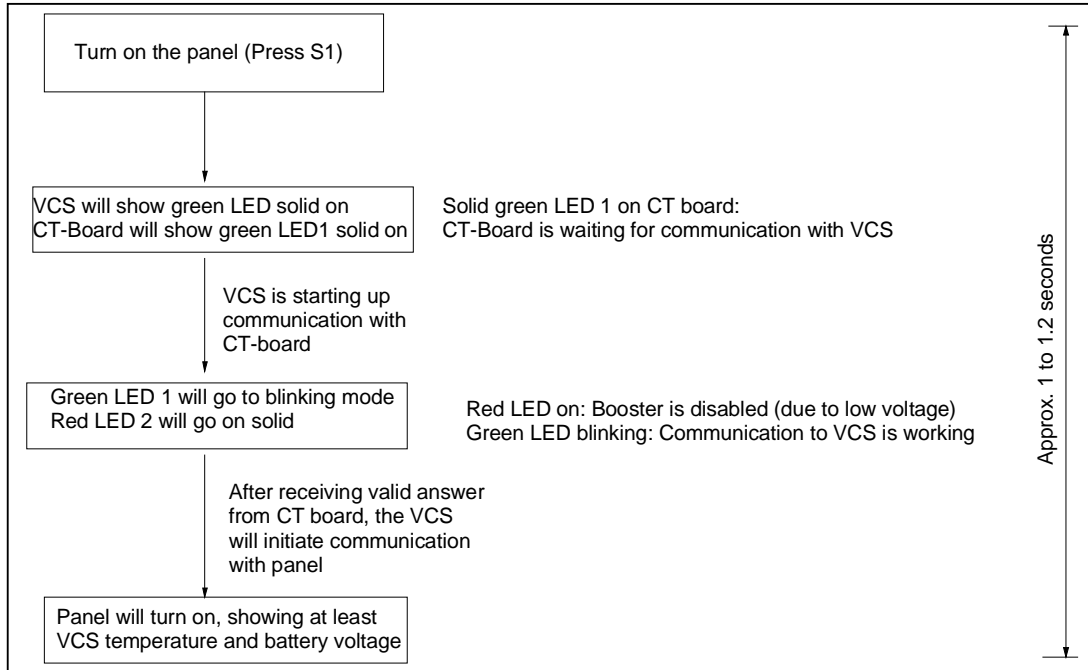 Turn on the panel (Press S1)
VCS will show green LED solid on
CT-Board will show green LED1 solid on
Solid green LED 1 on CT board:
CT-Board is waiting for communication with VCS
VCS is starting up
communication with
CT-board
Green LED 1 will go to blinking mode
Red LED 2 will go on solid
Red LED on: Booster is disabled (due to low voltage)
Green LED blinking: Communication to VCS is working
After receiving valid answer
from CT board, the VCS
will initiate communication
with panel
Panel will turn on, showing at least
VCS temperature and battery voltage
Approx. 1 to 1.2 seconds